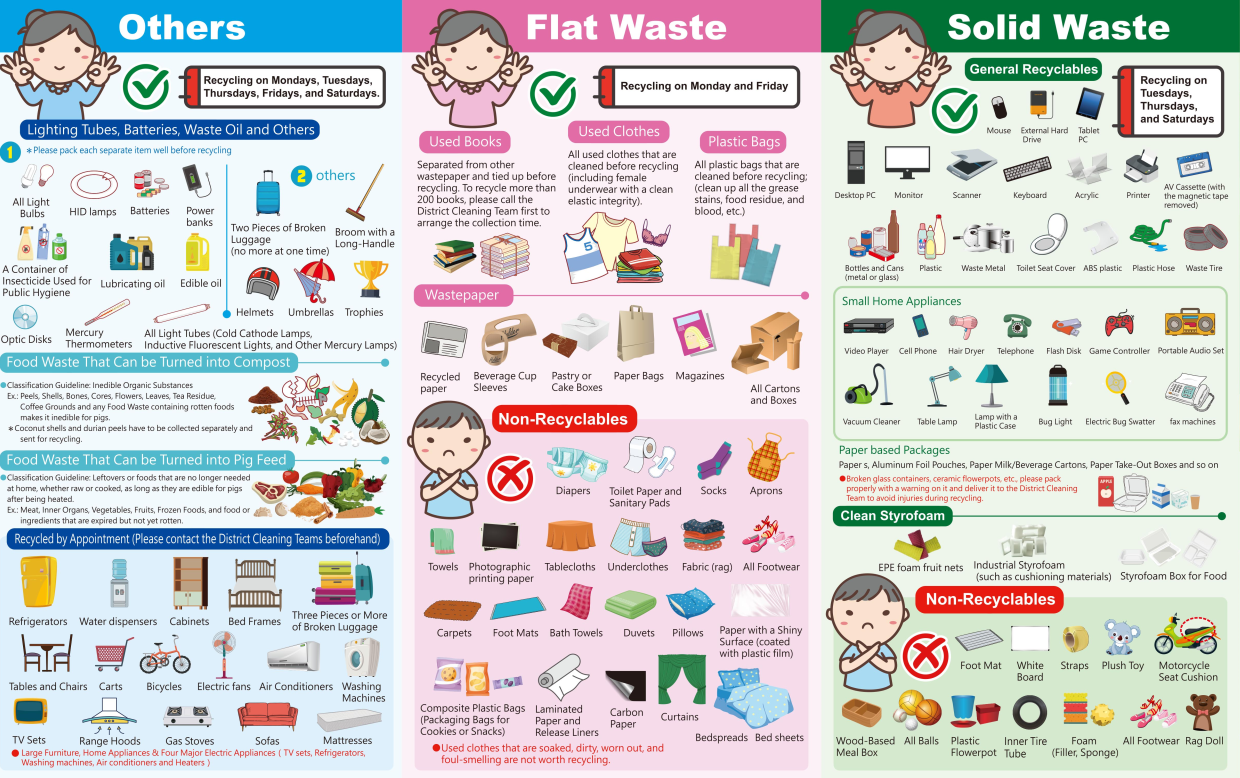 Others
Recycling on Mondays, Tuesdays,
Thursdays, Fridays, and Saturdays.
Lighting Tubes, Batteries, Waste Oil and Others
1
*Please pack each separate item well before recycling
All Light
Bulbs
HID lamps
Batteries
Power
banks
A Container of
Insecticide Used for
Public Hygiene
Lubricating oil
Edible oil
Optic Disks
Mercury
Thermometers
All Light Tubes (Cold Cathode Lamps,
Inductive Fluorescent Lights, and Other Mercury Lamps)
2 others
Two Pieces of Broken
Luggage
(no more at one time)
Broom with a
Long-Handle
Helmets
Umbrellas
Trophies
Food Waste That Can be Turned into Compost
Classification Guideline: Inedible Organic Substances
Ex.: Peels, Shells, Bones, Cores, Flowers, Leaves, Tea Residue,
Coffee Grounds and any Food Waste containing rotten foods
makes it inedible for pigs.
*Coconut shells and durian peels have to be collected separately and
sent for recycling.
Food Waste That Can be Turned into Pig Feed
Classification Guideline: Leftovers or foods that are no longer needed
at home, whether raw or cooked, as long as they are edible for pigs
after being heated.
Ex.: Meat, Inner Organs, Vegetables, Fruits, Frozen Foods, and food or
ingredients that are expired but not yet rotten.
Recycled by Appointment (Please contact the District Cleaning Teams beforehand)
Refrigerators
Water dispensers
Cabinets
Bed Frames
Three Pieces or More
of Broken Luggage
Tables and Chairs
Carts
Bicycles
Electric fans
Air Conditioners
Washing
Machines
TV Sets
Range Hoods
Gas Stoves
Sofas
Mattresses
Large Furniture, Home Appliances & Four Major Electric Appliances ( TV sets, Refrigerators,
Washing machines, Air conditioners and Heaters )
Flat Waste
Recycling on Monday and Friday
Used Books
Separated from other
wastepaper and tied up before
recycling. To recycle more than
200 books, please call the
District Cleaning Team first to
arrange the collection time.
Used Clothes
All used clothes that are
cleaned before recycling
(including female
underwear with a clean
elastic integrity).
5
Plastic Bags
All plastic bags that are
cleaned before recycling;
(clean up all the grease
stains, food residue, and
blood, etc.)
Wastepaper
Recycled
paper
Beverage Cup
Sleeves
Pastry or
Cake Boxes
Paper Bags
Magazines
All Cartons
and Boxes
Non-Recyclables
Diapers
Toilet Paper and
Sanitary Pads
Socks
Aprons
Towels
Photographic
printing paper
Tablecloths
Underclothes
Fabric (rag)
All Footwear
Carpets
Foot Mats
Bath Towels
Duvets
Pillows
Paper with a Shiny
Surface (coated
with plastic film)
Composite Plastic Bags
(Packaging Bags for
Cookies or Snacks)
Laminated
Paper and
Release Liners
Carbon
Paper
Curtains
Bedspreads
Bed sheets
Used clothes that are soaked, dirty, worn out, and
foul-smelling are not worth recycling.
Solid Waste
General Recyclables
Recycling on
Tuesdays,
Thursdays,
and Saturdays
Mouse
External Hard
Drive
Tablet
PC
Desktop PC
Monitor
Scanner
Keyboard
Acrylic
Printer
AV Cassette (with
the magnetic tape
removed)
Bottles and Cans
(metal or glass)
Plastic
Waste Metal
Toilet Seat Cover
ABS plastic
Plastic Hose
Waste Tire
Small Home Appliances
Video Player
Cell Phone
Hair Dryer
Telephone
Flash Disk
Game Controller
Portable Audio Set
Vacuum Cleaner
Table Lamp
Lamp with a
Plastic Case
Bug Light
Electric Bug Swatter
fax machines
Paper based Packages
Paper s, Aluminum Foil Pouches, Paper Milk/Beverage Cartons, Paper Take-Out Boxes and so on
Broken glass containers, ceramic flowerpots, etc., please pack
properly with a warning on it and deliver it to the District Cleaning
Team to avoid injuries during recycling.
APPLE
Clean Styrofoam
EPE foam fruit nets
Industrial Styrofoam
(such as cushioning materials)
Styrofoam Box for Food
Non-Recyclables
Foot Mat
White
Board
Straps
Plush Toy
Motorcycle
Seat Cushion
Wood-Based
Meal Box
All Balls
Plastic
Flowerpot
Inner Tire
Tube
Foam
(Filler, Sponge)
All Footwear
Rag Doll